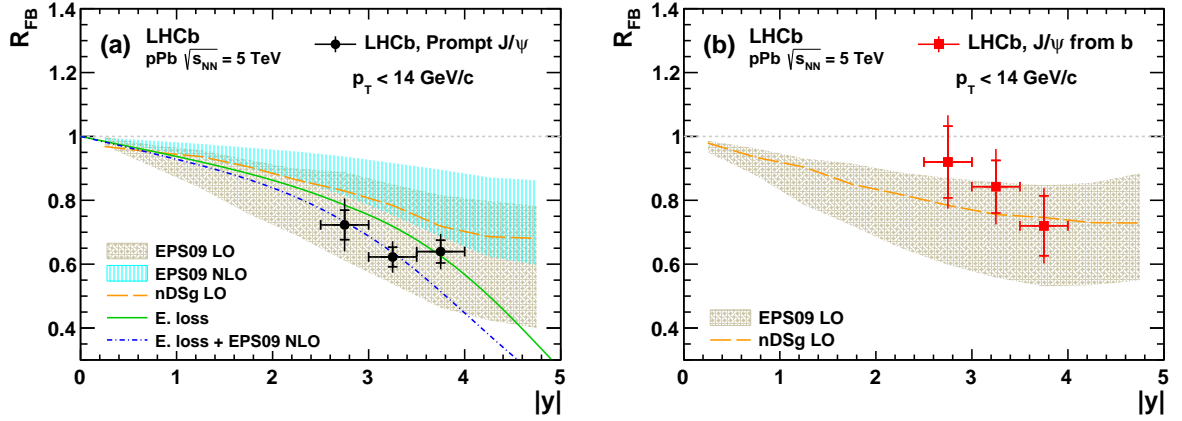 R_FB
(a) LHCb
pPb √s_NN = 5 TeV
LHCb, Prompt J/ψ
p_T < 14 GeV/c
EPS09 LO
EPS09 NLO
nDSg LO
E. loss
E. loss + EPS09 NLO
1.4
1.2
1
0.8
0.6
0.4
0 1 2 3 4 5
|y|
R_FB
(b) LHCb
pPb √s_NN = 5 TeV
LHCb, J/ψ from b
p_T < 14 GeV/c
EPS09 LO
nDSg LO
1.4
1.2
1
0.8
0.6
0.4
0 1 2 3 4 5
|y|